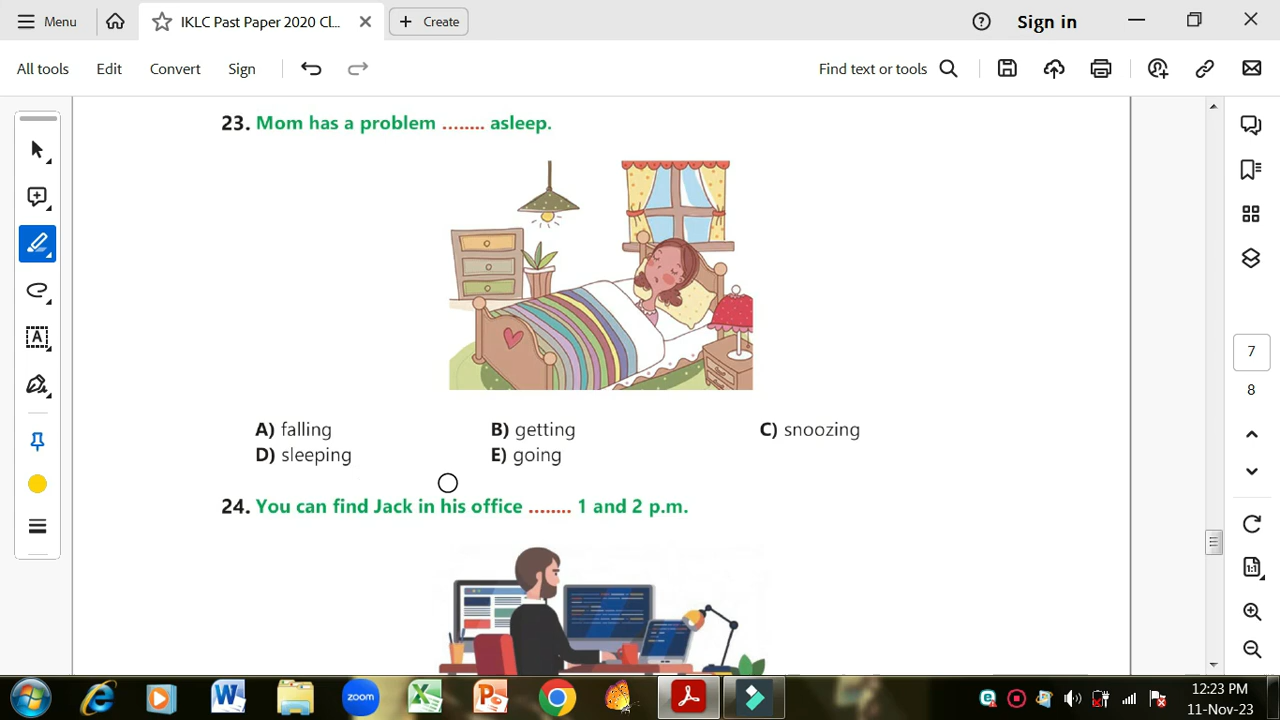 Menu
IKLC Past Paper 2020 Cl...
Create
Sign in
All tools
Edit
Convert
Sign
Find text or tools
23. Mom has a problem ........ asleep.
A) falling
B) getting
C) snoozing
D) sleeping
E) going
24. You can find Jack in his office ........ 1 and 2 p.m.
7
8
12:23 PM
11-Nov-23
zoom